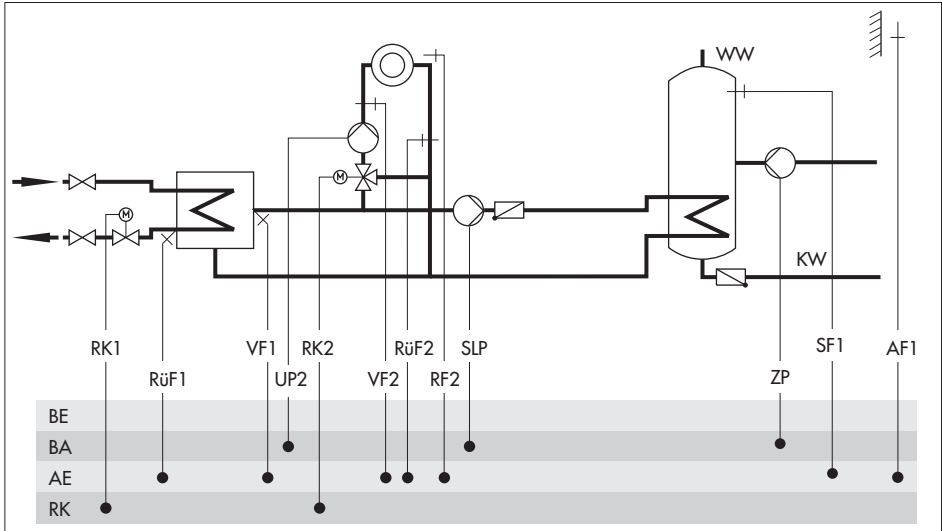 WW
M
M
KW
RK1 VF1 RK2 RüF2 SLP SF1 AF1
RüF1 UP2 VF2 RF2 ZP
BE
BA
AE
RK